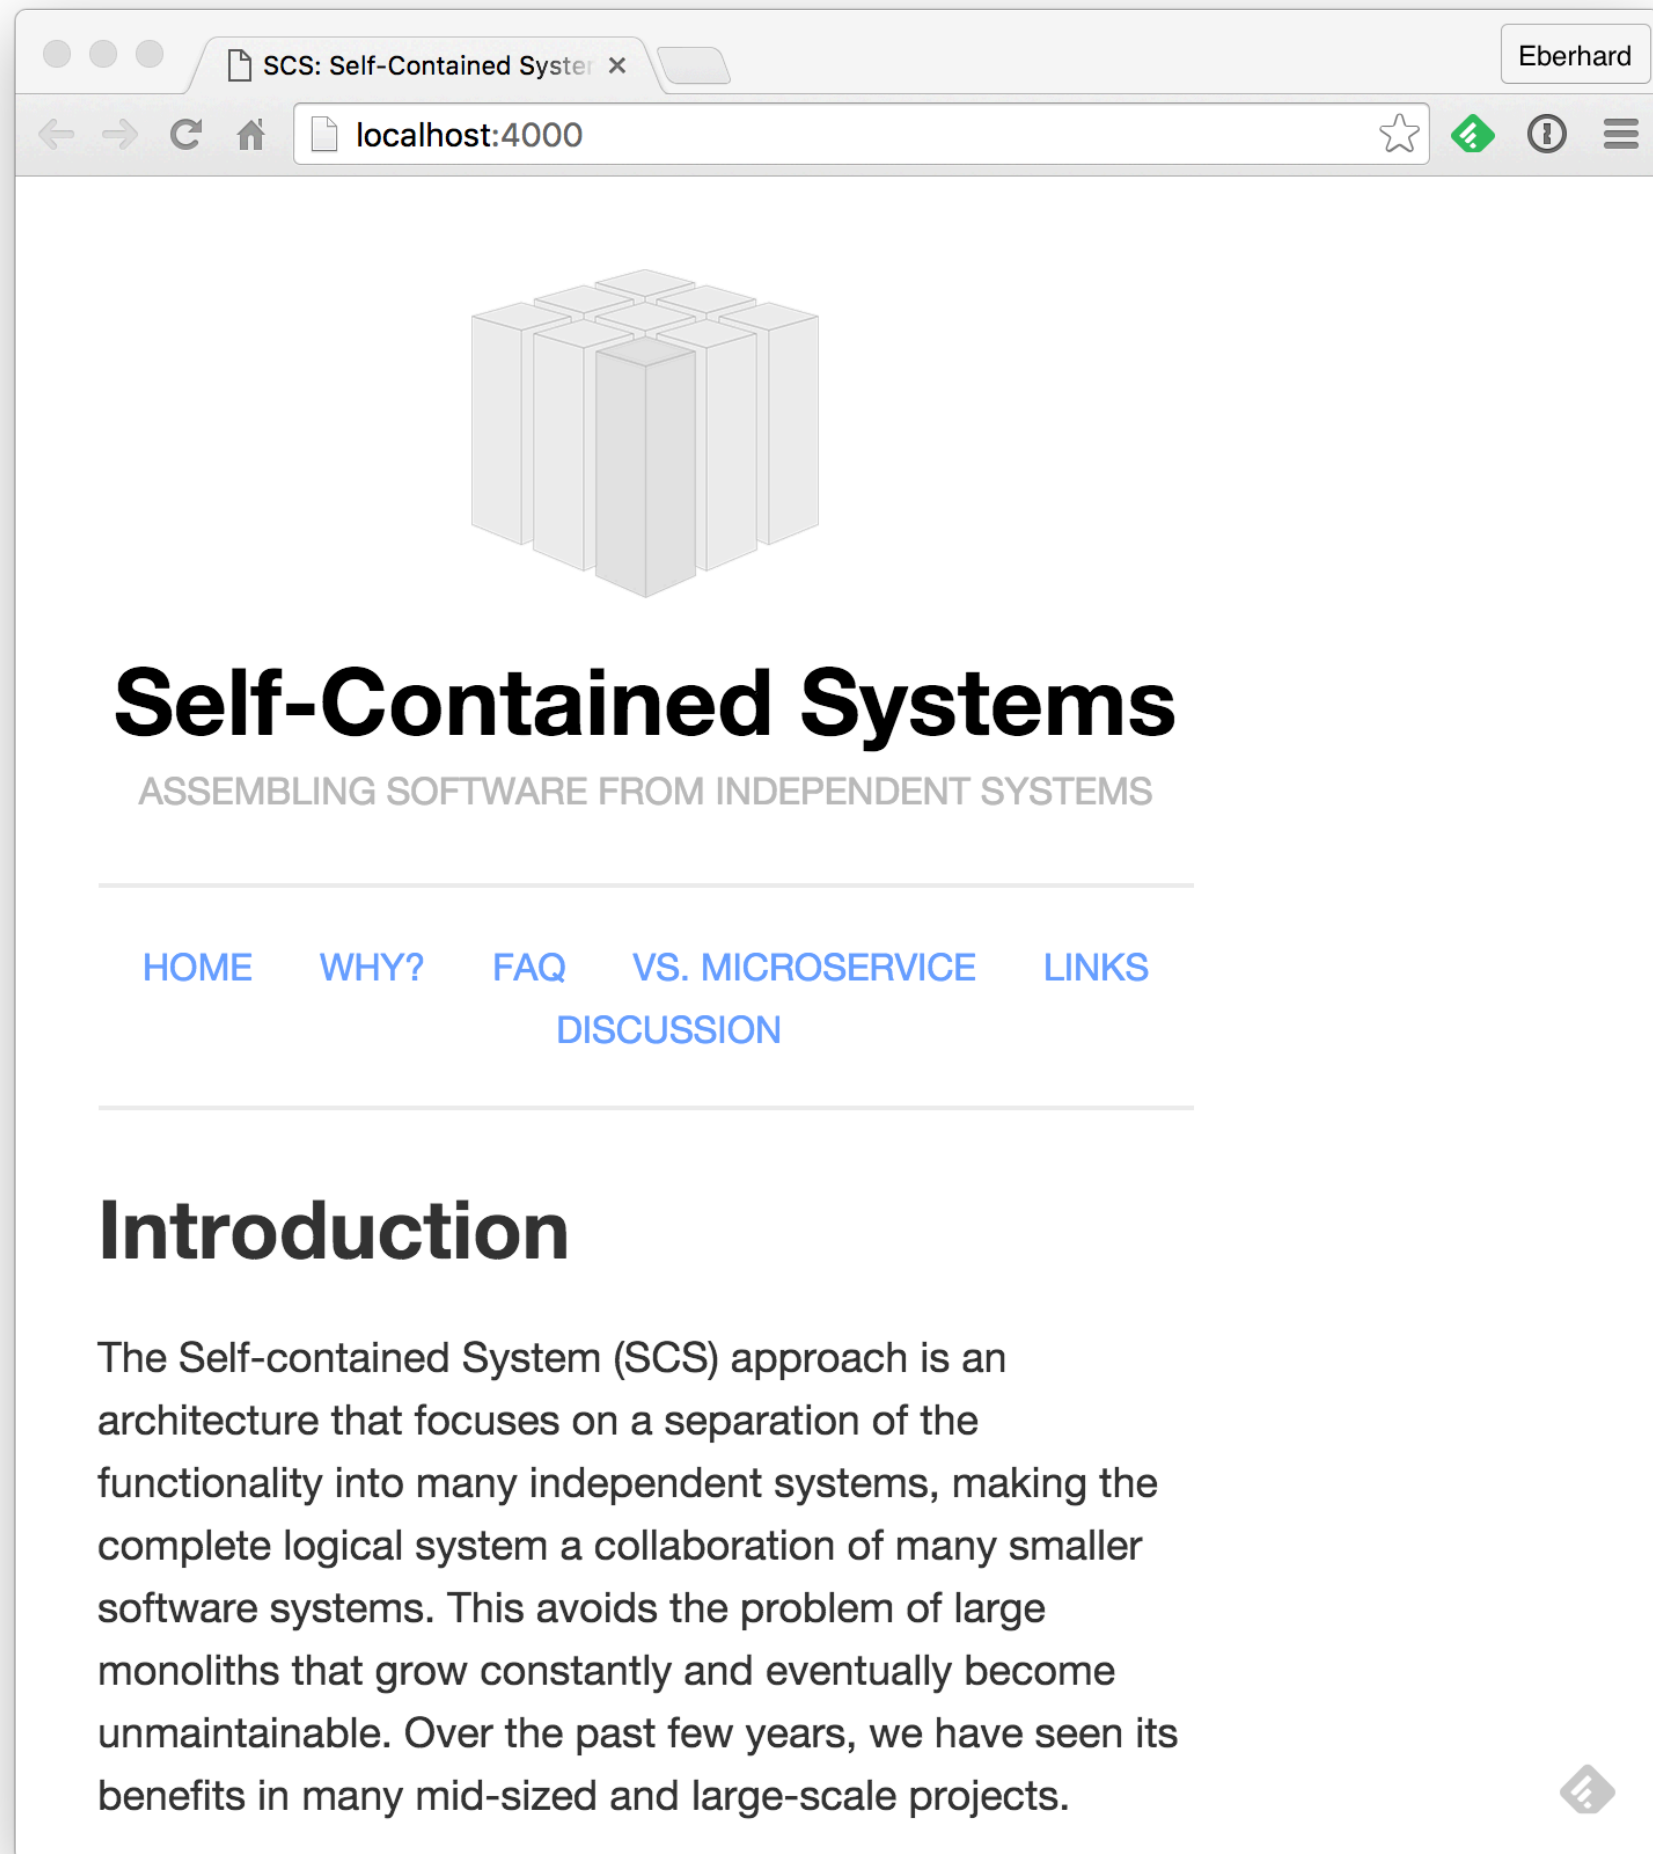 SCS: Self-Contained Syster
Eberhard
localhost:4000
Self-Contained Systems
ASSEMBLING SOFTWARE FROM INDEPENDENT SYSTEMS
HOME WHY? FAQ VS. MICROSERVICE LINKS
DISCUSSION
Introduction
The Self-contained System (SCS) approach is an
architecture that focuses on a separation of the
functionality into many independent systems, making the
complete logical system a collaboration of many smaller
software systems. This avoids the problem of large
monoliths that grow constantly and eventually become
unmaintainable. Over the past few years, we have seen its
benefits in many mid-sized and large-scale projects.